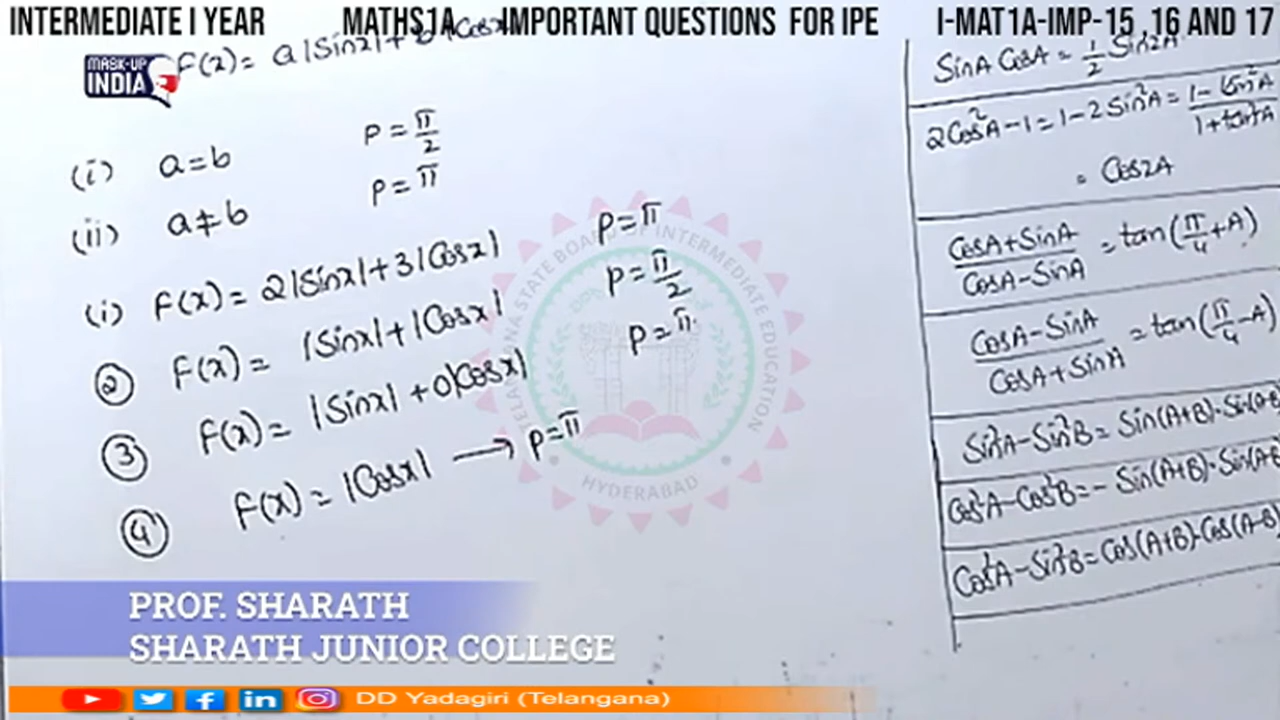 INTERMEDIATE I YEAR MATHS1A IMPORTANT QUESTIONS FOR IPE I-MAT1A-IMP-15 ,16 AND 17
MASK-UP
INDIA
F(x) = a|Sinx| + b|Cosx|
(i) a=b P = π/2
(ii) a≠b P = π
(i) F(x) = 2|Sinx| + 3|Cosx| P = π
② F(x) = |Sinx| + |Cosx| P = π/2
③ F(x) = |Sinx| + 0|Cosx| P = π
④ F(x) = |Cosx| → P = π
SinA CosA = 1/2 Sin2A
2Cos²A-1 = 1-2Sin²A = (1-tan²A)/(1+tan²A)
= Cos2A
(CosA+SinA)/(CosA-SinA) = tan(π/4+A)
(CosA-SinA)/(CosA+SinA) = tan(π/4-A)
Sin²A-Sin²B = Sin(A+B)·Sin(A-B
Cos²A-Cos²B = - Sin(A+B)·Sin(A-B
Cos²A-Sin²B = Cos(A+B)·Cos(A-B)
TELANGANA STATE BOARD OF INTERMEDIATE EDUCATION
HYDERABAD
PROF. SHARATH
SHARATH JUNIOR COLLEGE
DD Yadagiri (Telangana)